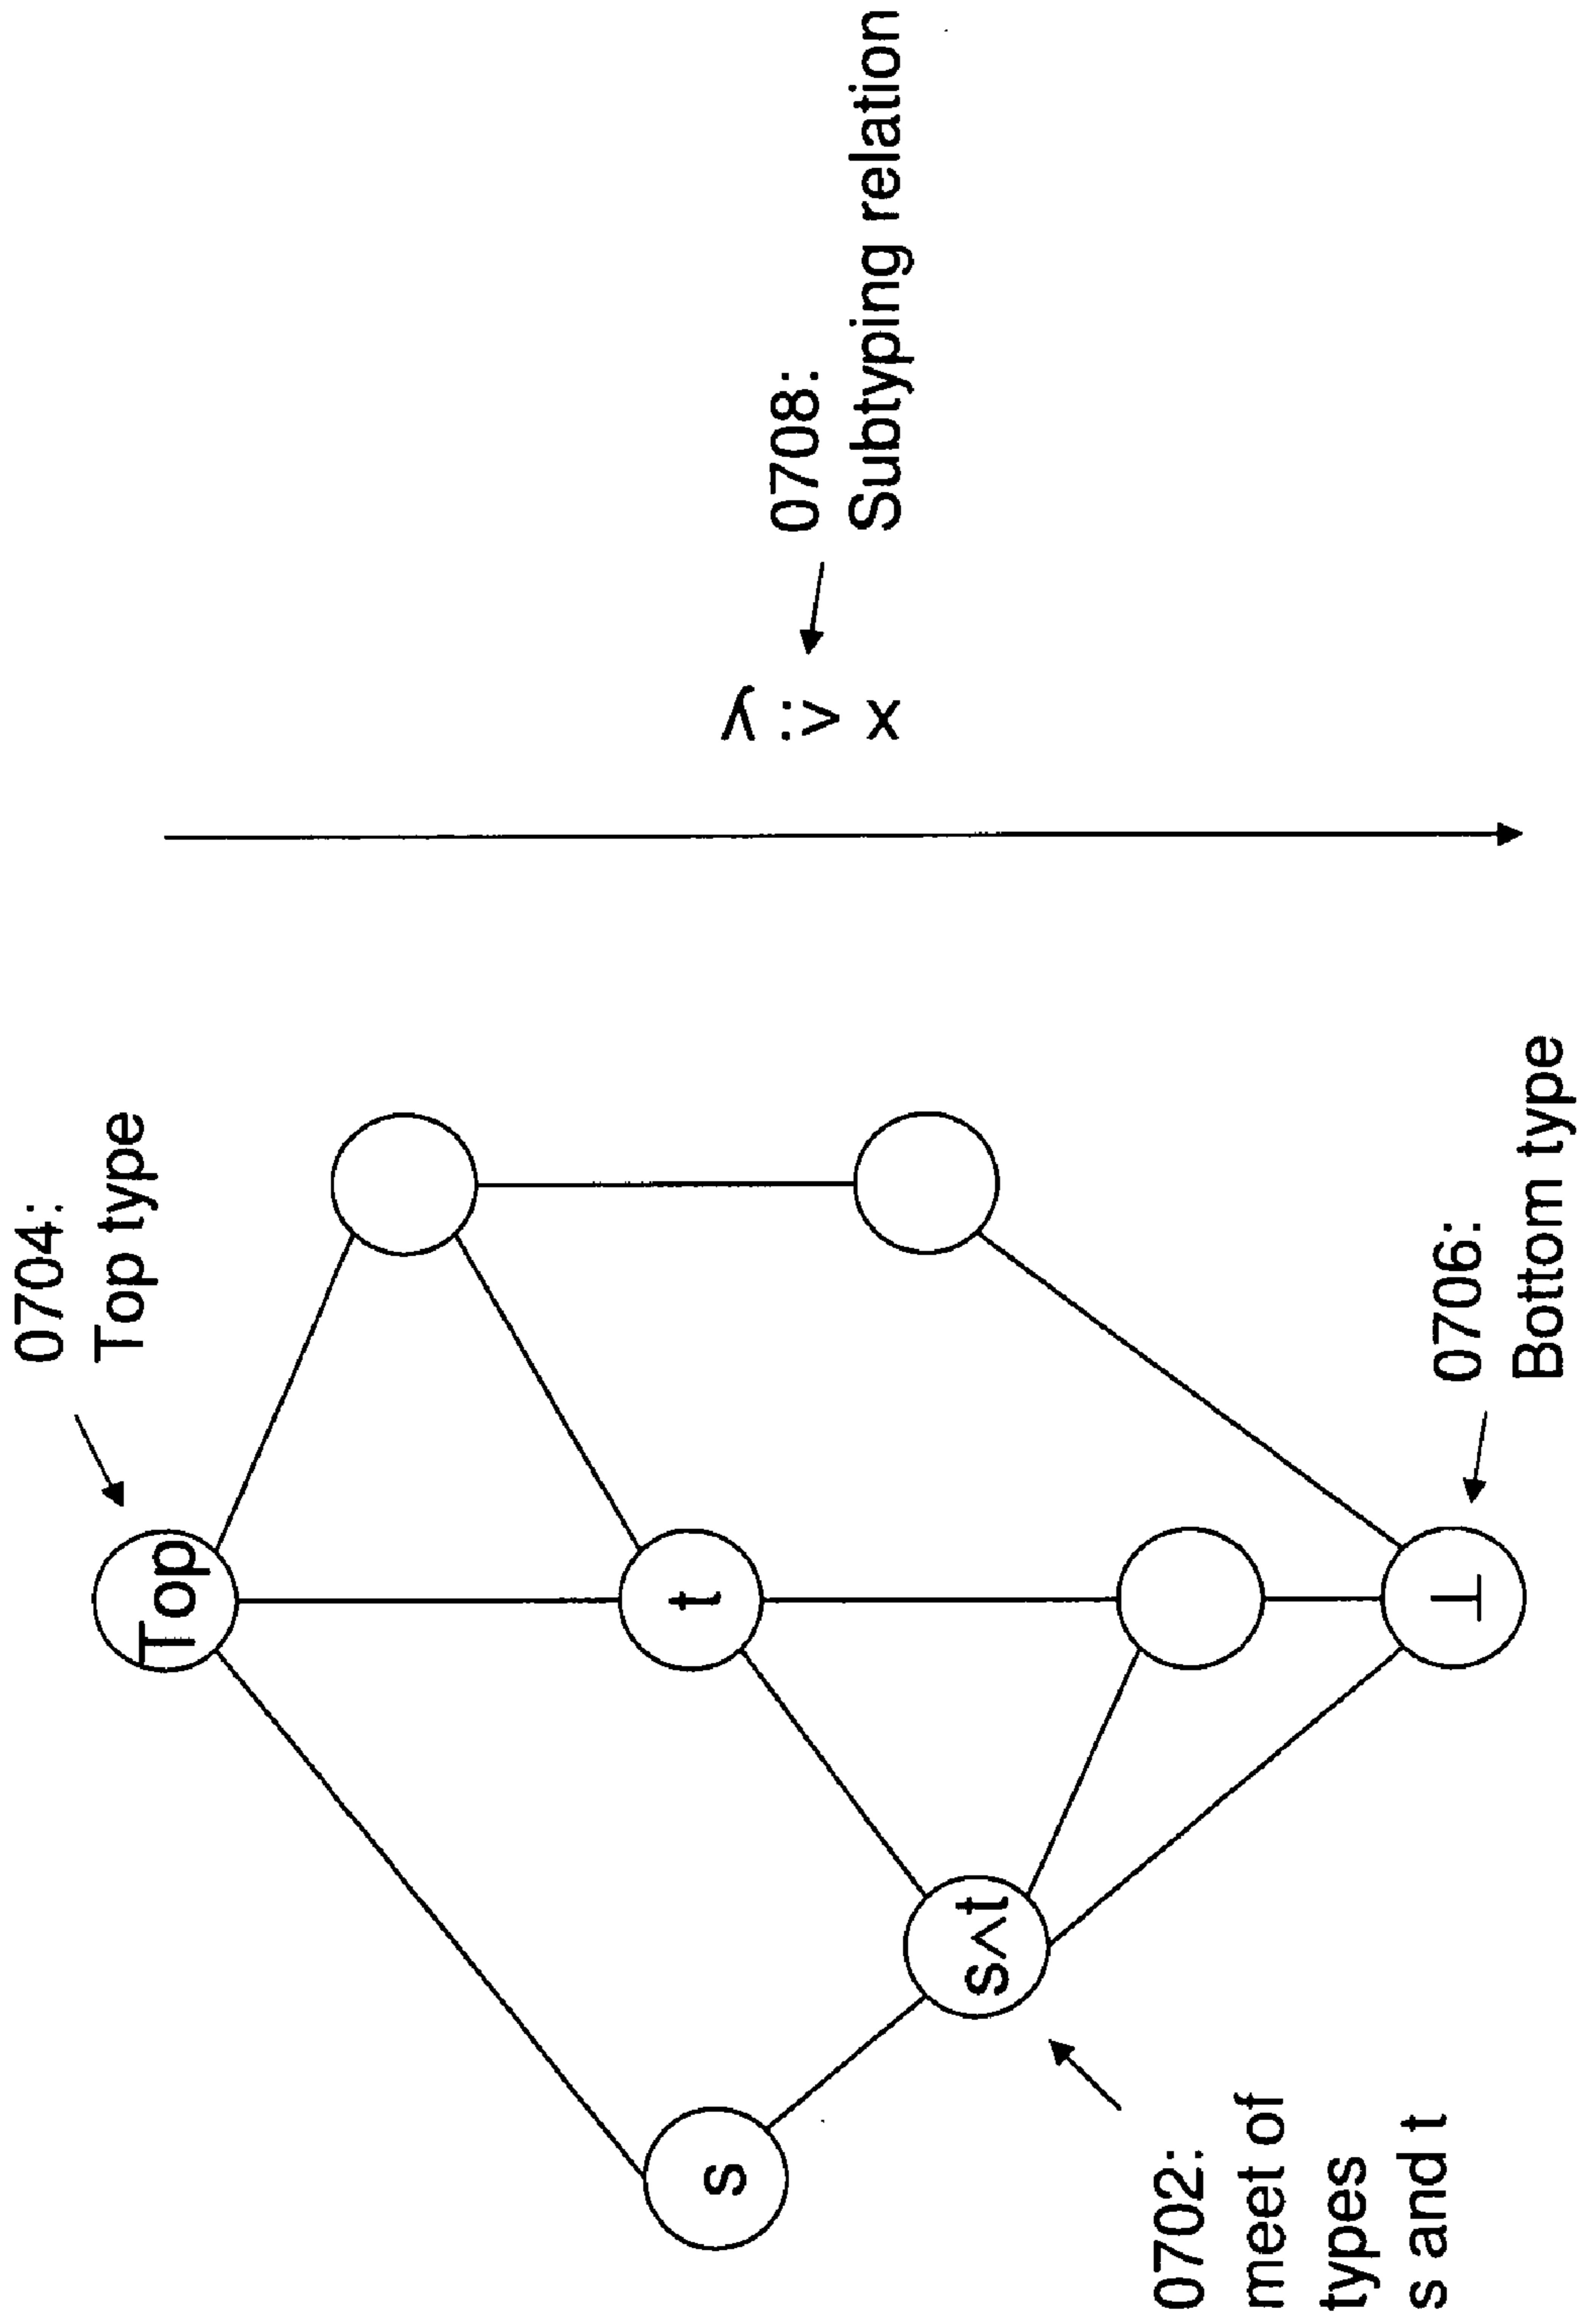 0704:
Top type
Top
t
s
0708:
Subtyping relation
x <: y
s^t
0702:
meet of
types
s and t
⊥
0706:
Bottom type